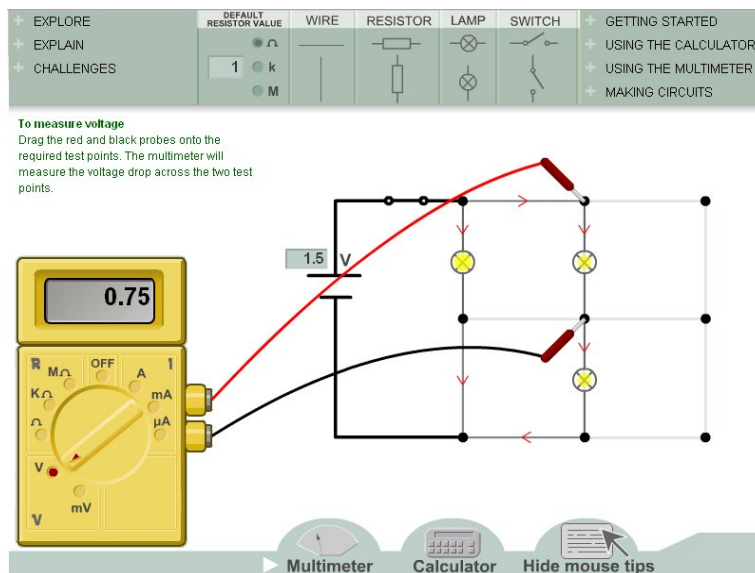 + EXPLORE
+ EXPLAIN
+ CHALLENGES
DEFAULT
RESISTOR VALUE
Ω
1 k
M
WIRE
RESISTOR
LAMP
SWITCH
+ GETTING STARTED
+ USING THE CALCULATOR
+ USING THE MULTIMETER
+ MAKING CIRCUITS
To measure voltage
Drag the red and black probes onto the
required test points. The multimeter will
measure the voltage drop across the two test
points.
1.5 V
0.75
R OFF I
MΩ A
KΩ mA
Ω µA
V
mV
V
Multimeter
Calculator
Hide mouse tips